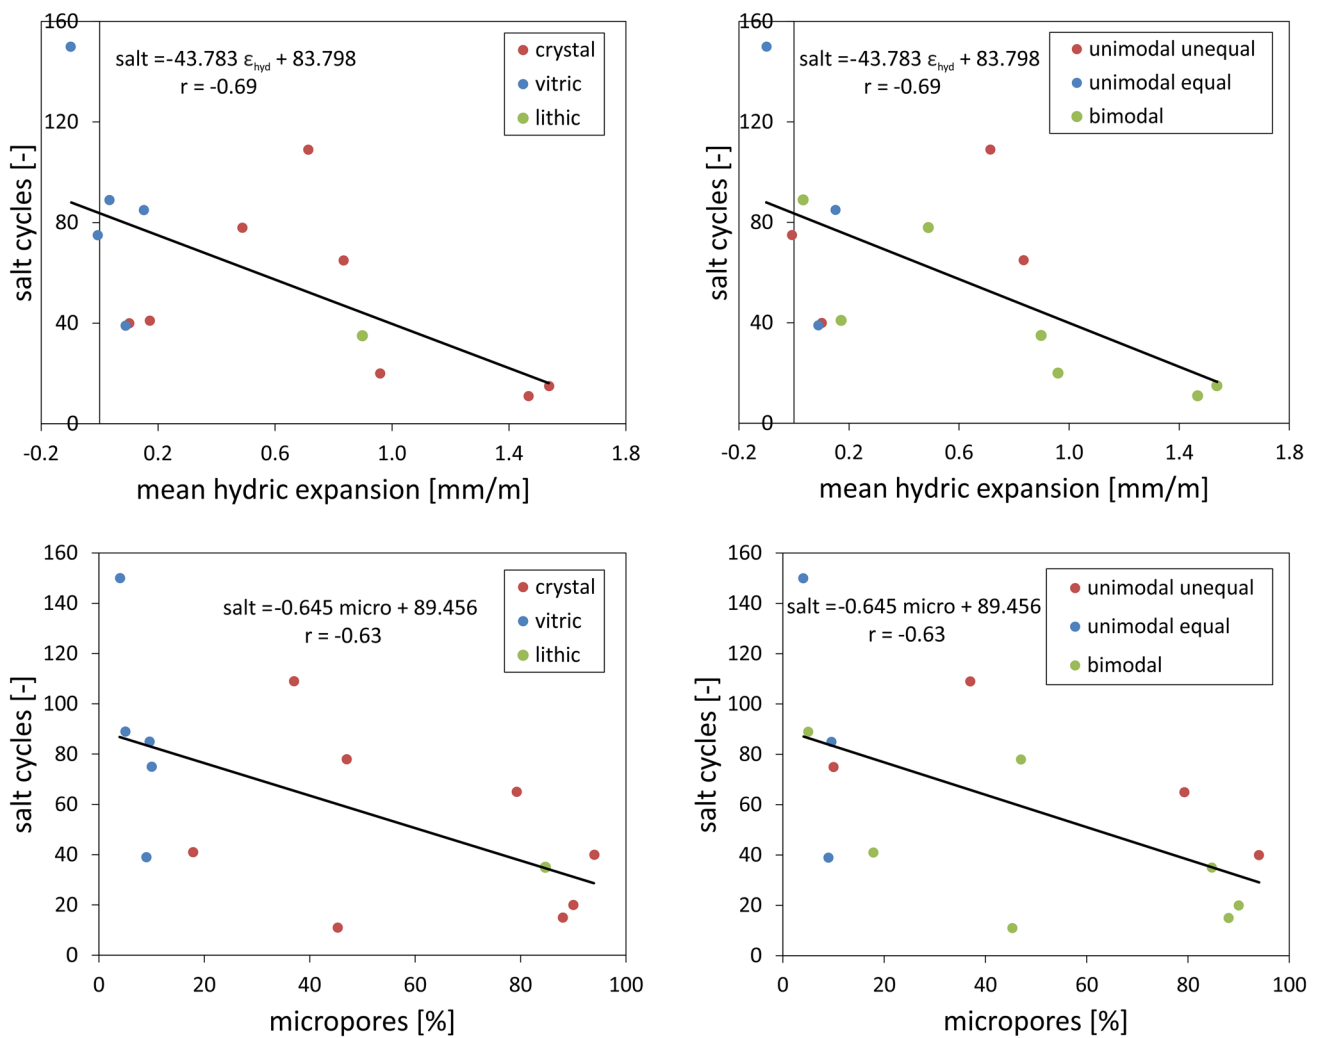 160
120
80
40
0
-0.2
0.2
0.6
1.0
1.4
1.8
salt cycles [-]
mean hydric expansion [mm/m]
salt =-43.783 εhyd + 83.798
r = -0.69
crystal
vitric
lithic
160
120
80
40
0
-0.2
0.2
0.6
1.0
1.4
1.8
salt cycles [-]
mean hydric expansion [mm/m]
salt =-43.783 εhyd + 83.798
r = -0.69
unimodal unequal
unimodal equal
bimodal
160
140
120
100
80
60
40
20
0
0
20
40
60
80
100
salt cycles [-]
micropores [%]
salt =-0.645 micro + 89.456
r = -0.63
crystal
vitric
lithic
160
140
120
100
80
60
40
20
0
0
20
40
60
80
100
salt cycles [-]
micropores [%]
salt =-0.645 micro + 89.456
r = -0.63
unimodal unequal
unimodal equal
bimodal